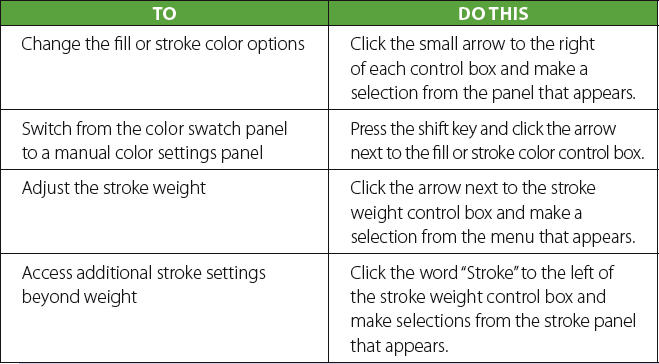 TO
DO THIS
Change the fill or stroke color options
Click the small arrow to the right
of each control box and make a
selection from the panel that appears.
Switch from the color swatch panel
to a manual color settings panel
Press the shift key and click the arrow
next to the fill or stroke color control box.
Adjust the stroke weight
Click the arrow next to the stroke
weight control box and make a
selection from the menu that appears.
Access additional stroke settings
beyond weight
Click the word “Stroke” to the left of
the stroke weight control box and
make selections from the stroke panel
that appears.